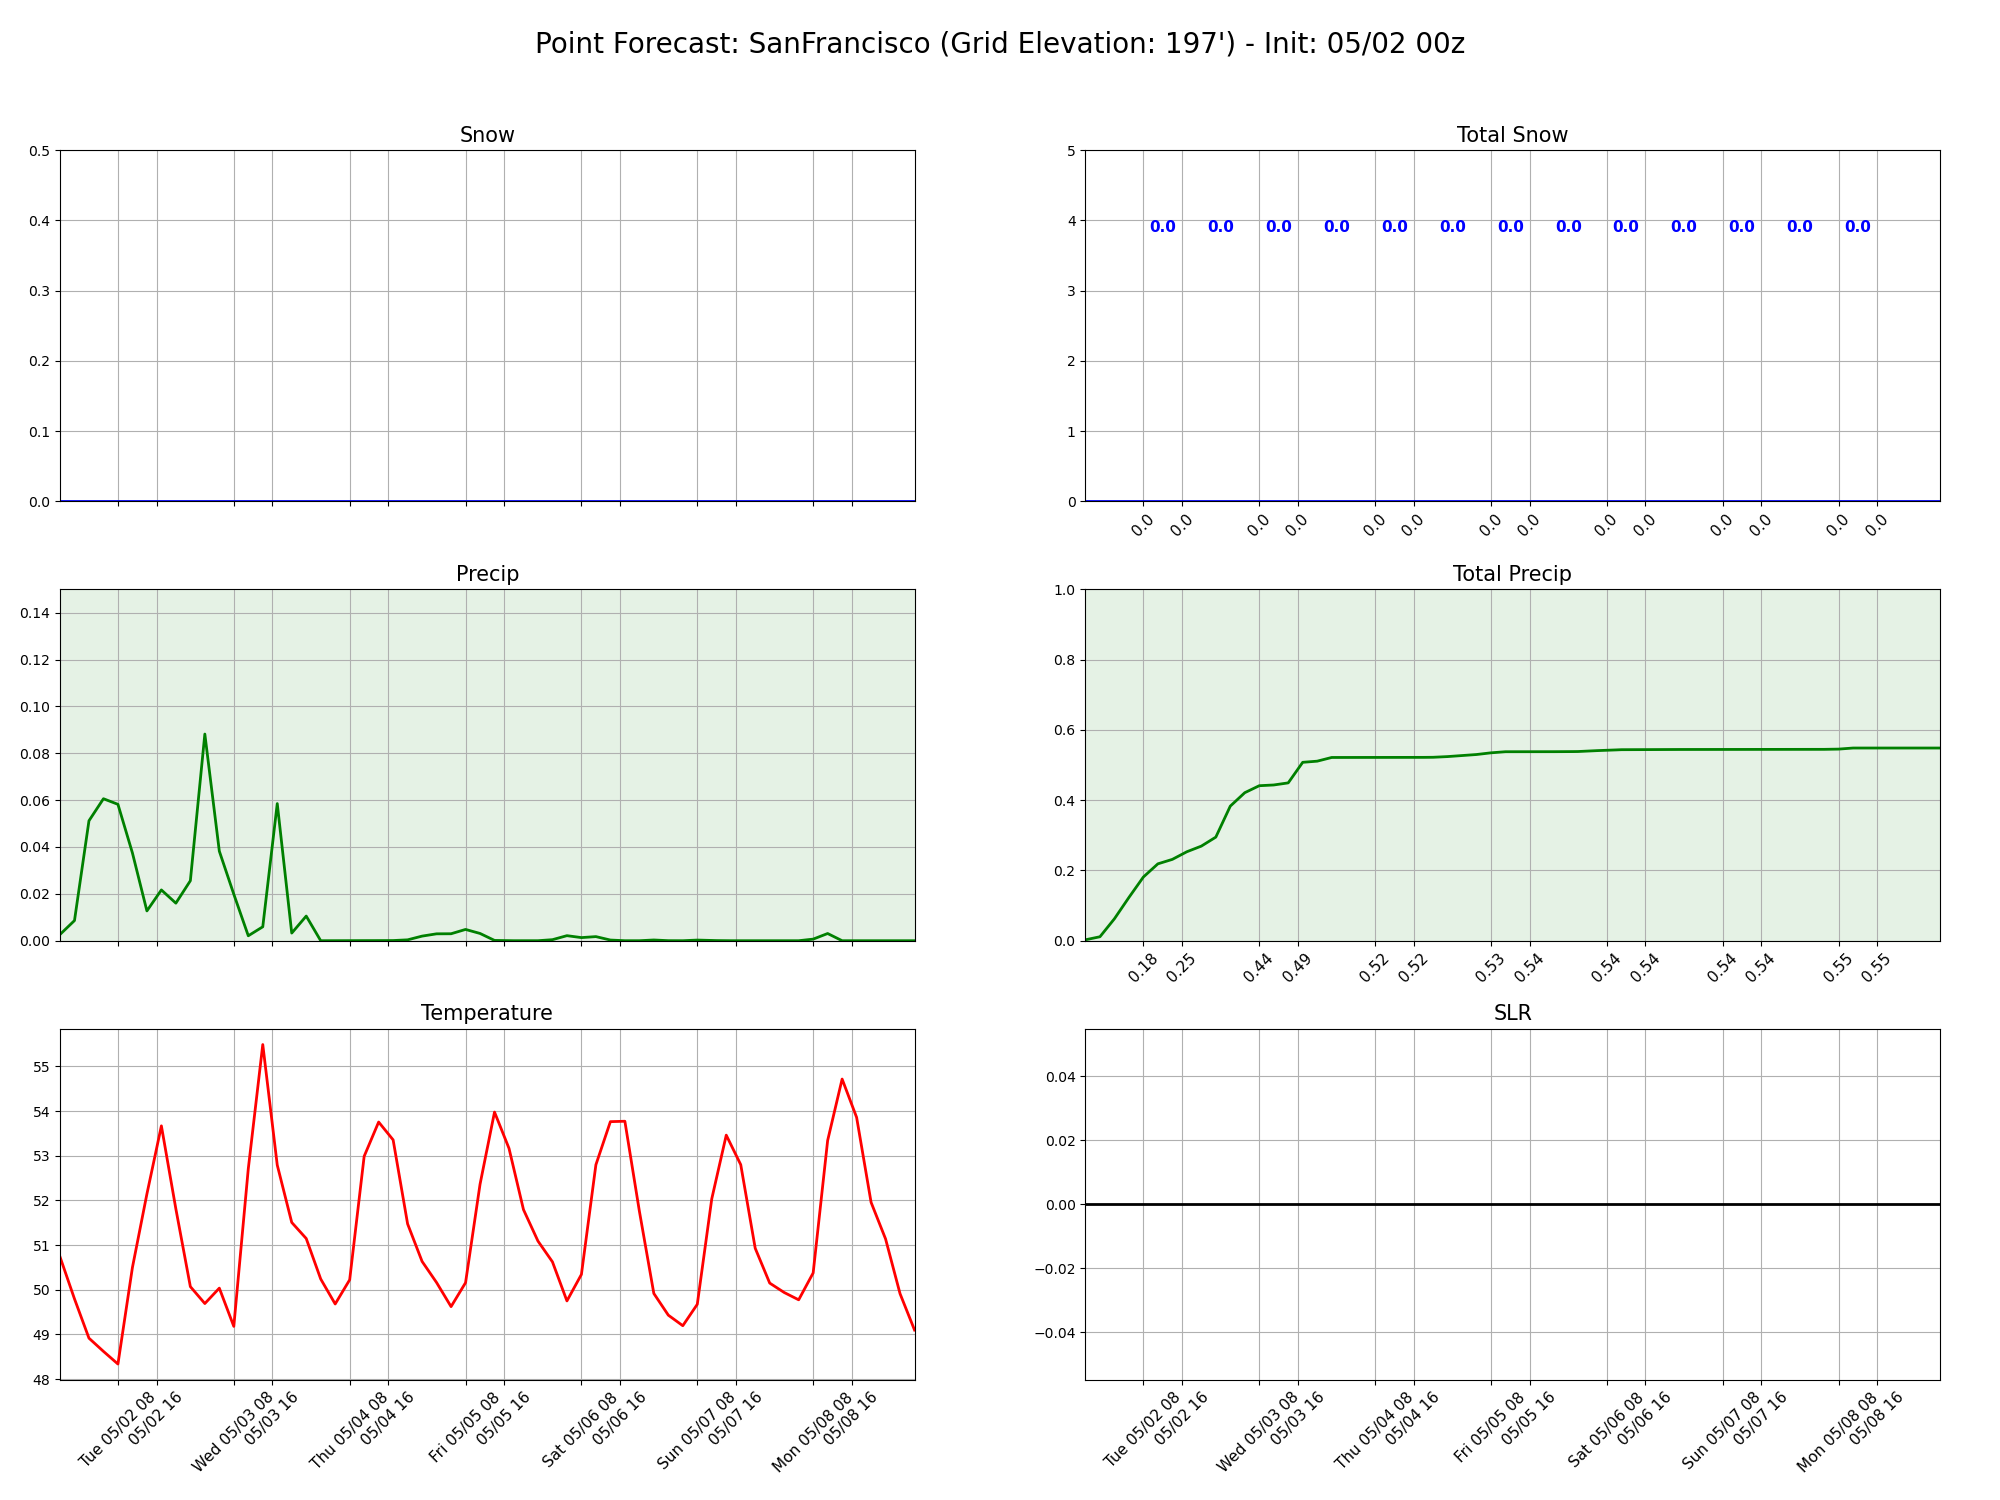 Point Forecast: SanFrancisco (Grid Elevation: 197') - Init: 05/02 00z
Snow
0.5
0.4
0.3
0.2
0.1
0.0
Total Snow
5
4
3
2
1
0
0.0 0.0 0.0 0.0 0.0 0.0 0.0 0.0 0.0 0.0 0.0 0.0 0.0
0.0 0.0 0.0 0.0 0.0 0.0 0.0 0.0 0.0 0.0 0.0 0.0 0.0 0.0
Precip
0.14
0.12
0.10
0.08
0.06
0.04
0.02
0.00
Total Precip
1.0
0.8
0.6
0.4
0.2
0.0
0.18 0.25 0.44 0.49 0.52 0.52 0.53 0.54 0.54 0.54 0.54 0.54 0.55 0.55
Temperature
55
54
53
52
51
50
49
48
Tue 05/02 08
05/02 16
Wed 05/03 08
05/03 16
Thu 05/04 08
05/04 16
Fri 05/05 08
05/05 16
Sat 05/06 08
05/06 16
Sun 05/07 08
05/07 16
Mon 05/08 08
05/08 16
SLR
0.04
0.02
0.00
−0.02
−0.04
Tue 05/02 08
05/02 16
Wed 05/03 08
05/03 16
Thu 05/04 08
05/04 16
Fri 05/05 08
05/05 16
Sat 05/06 08
05/06 16
Sun 05/07 08
05/07 16
Mon 05/08 08
05/08 16